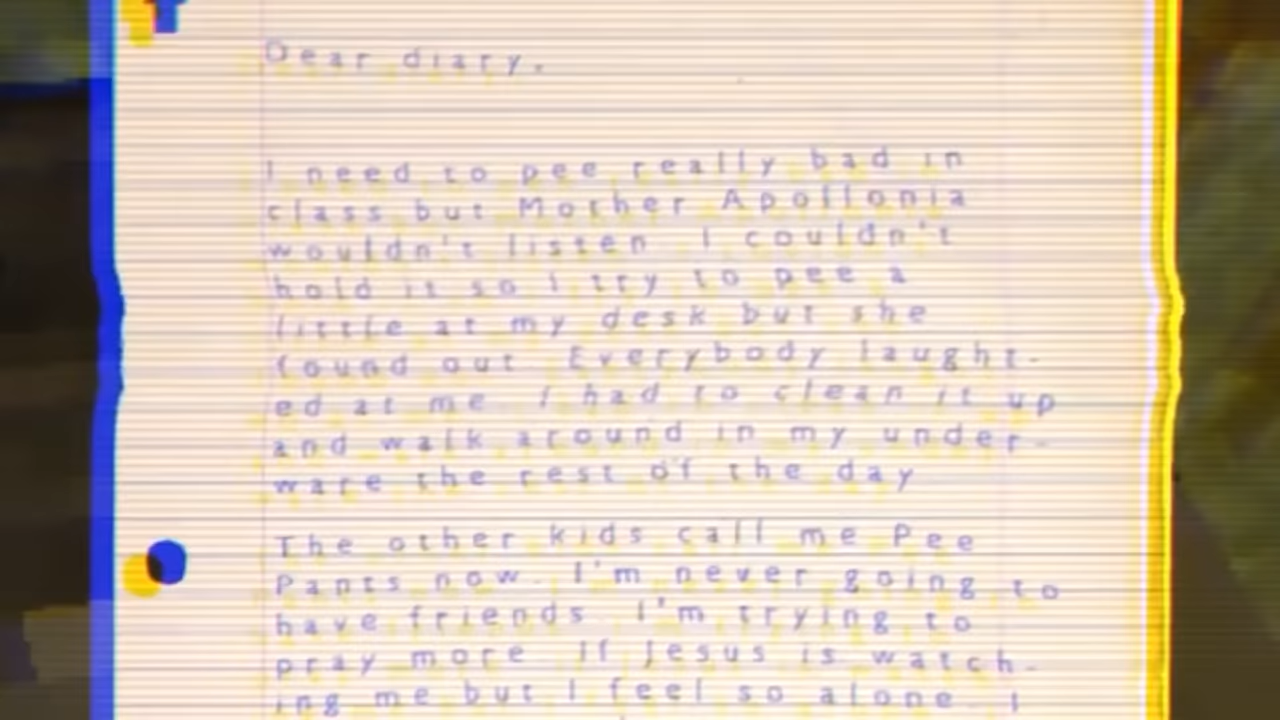 Dear diary.
I need to pee really bad in
class but Mother Apollonia
wouldn't listen. I couldn't
hold it so I try to pee a
little at my desk but she
found out. Everybody laught-
ed at me. I had to clean it up
and walk around in my under-
ware the rest of the day
The other kids call me Pee
Pants now. I'm never going to
have friends. I'm trying to
pray more. If Jesus is watch-
ing me but I feel so alone. I